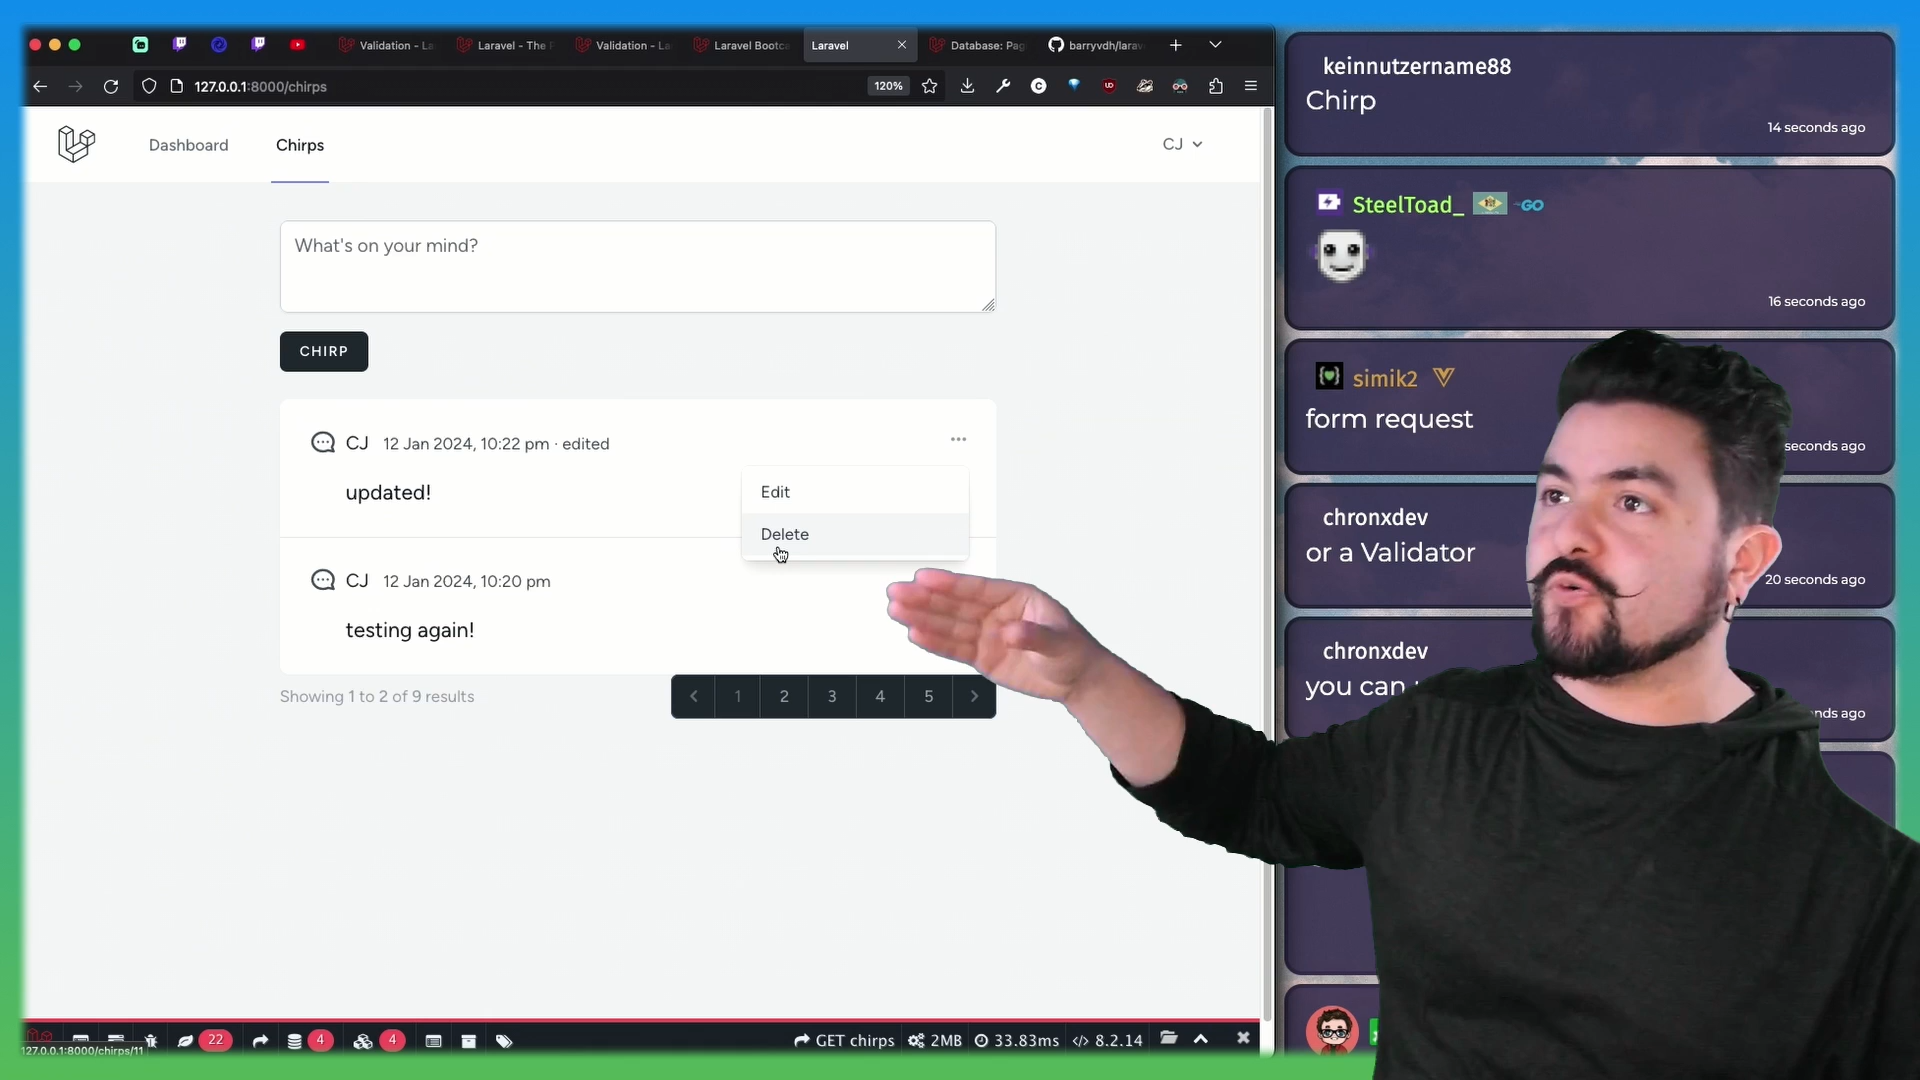 Validation - La
Laravel - The
Validation - La
Laravel Bootca
Laravel
Database: Pag
barryvdh/larav
127.0.0.1:8000/chirps
120%
Dashboard
Chirps
CJ
What's on your mind?
CHIRP
CJ
12 Jan 2024, 10:22 pm · edited
updated!
Edit
Delete
CJ
12 Jan 2024, 10:20 pm
testing again!
Showing 1 to 2 of 9 results
1
2
3
4
5
22
4
4
GET chirps
2MB
33.83ms
8.2.14
127.0.0.1:8000/chirps/11
keinnutzername88
Chirp
14 seconds ago
SteelToad_
GO
16 seconds ago
simik2
form request
seconds ago
chronxdev
or a Validator
20 seconds ago
chronxdev
you can
nds ago